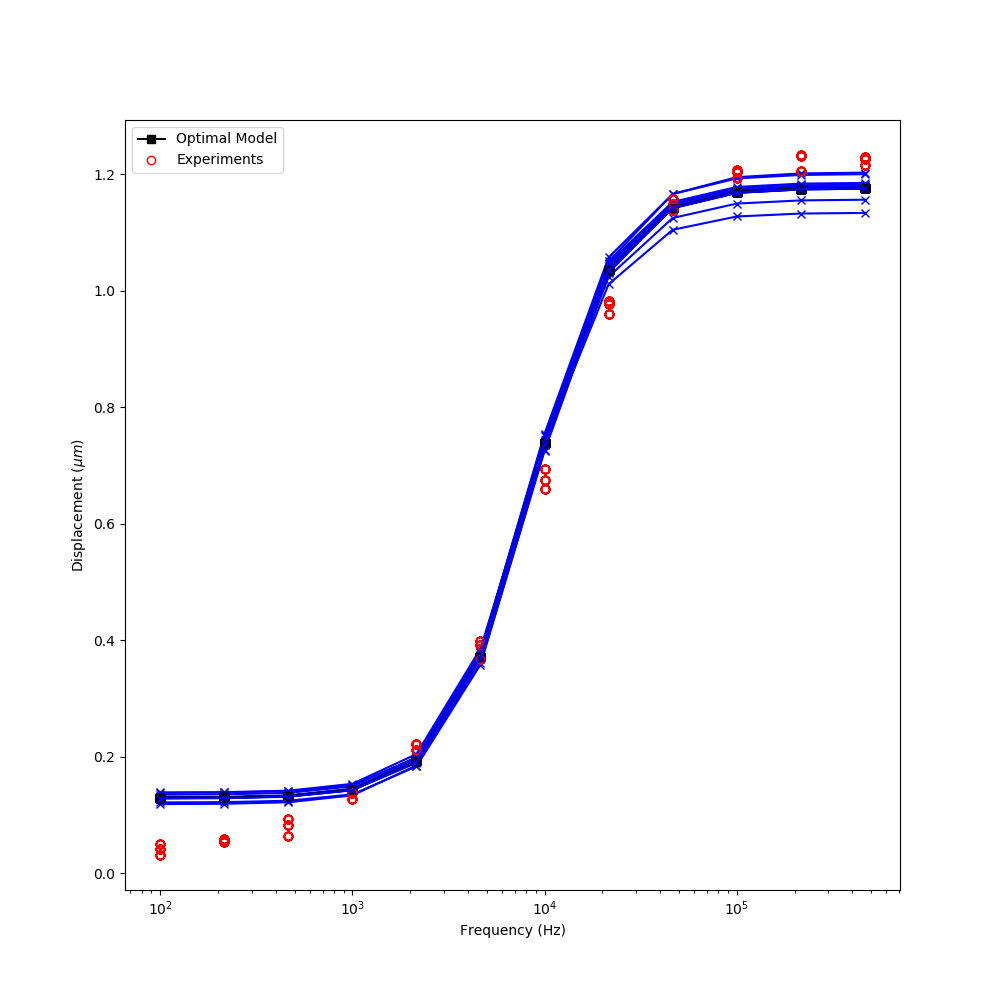 Optimal Model
Experiments
1.2
1.0
0.8
0.6
0.4
0.2
0.0
Displacement (μm)
10² 10³ 10⁴ 10⁵
Frequency (Hz)